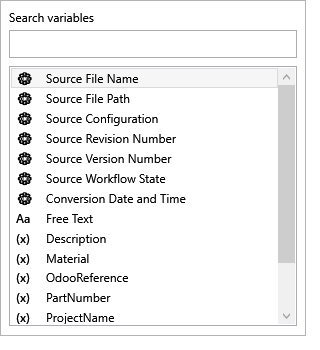 Search variables
Source File Name
Source File Path
Source Configuration
Source Revision Number
Source Version Number
Source Workflow State
Conversion Date and Time
Aa Free Text
(x) Description
(x) Material
(x) OdooReference
(x) PartNumber
(x) ProjectName